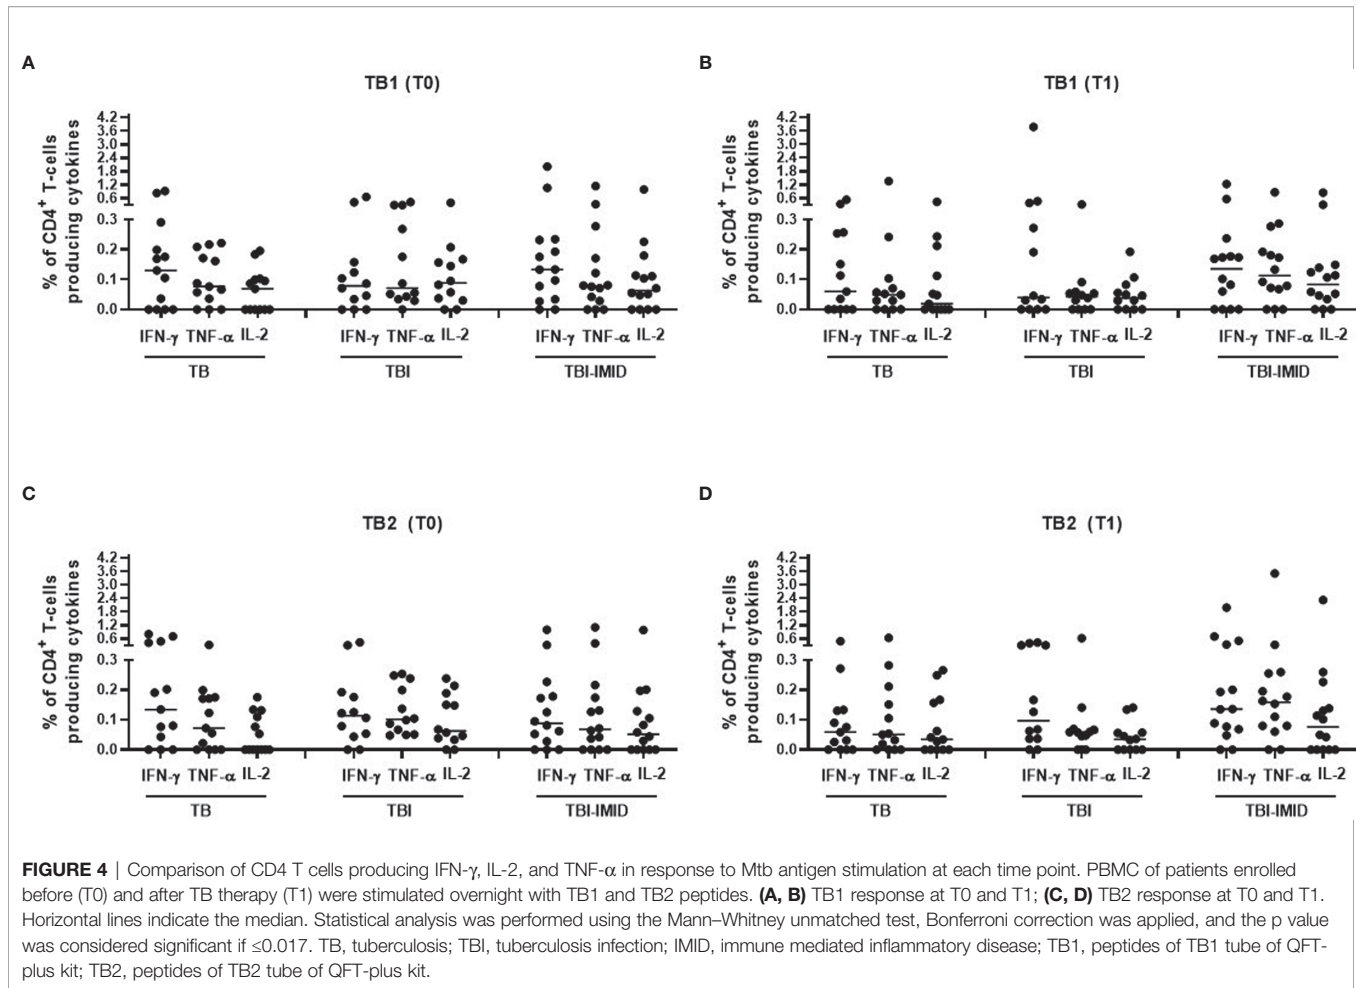 A
TB1 (T0)
% of CD4+ T-cells
producing cytokines
4.2
3.6
3.0
2.4
1.8
1.2
0.6
0.3
0.2
0.1
0.0
IFN-γ TNF-α IL-2 IFN-γ TNF-α IL-2 IFN-γ TNF-α IL-2
TB TBI TBI-IMID
B
TB1 (T1)
% of CD4+ T-cells
producing cytokines
4.2
3.6
3.0
2.4
1.8
1.2
0.6
0.3
0.2
0.1
0.0
IFN-γ TNF-α IL-2 IFN-γ TNF-α IL-2 IFN-γ TNF-α IL-2
TB TBI TBI-IMID
C
TB2 (T0)
% of CD4+ T-cells
producing cytokines
4.2
3.6
3.0
2.4
1.8
1.2
0.6
0.3
0.2
0.1
0.0
IFN-γ TNF-α IL-2 IFN-γ TNF-α IL-2 IFN-γ TNF-α IL-2
TB TBI TBI-IMID
D
TB2 (T1)
% of CD4+ T-cells
producing cytokines
4.2
3.6
3.0
2.4
1.8
1.2
0.6
0.3
0.2
0.1
0.0
IFN-γ TNF-α IL-2 IFN-γ TNF-α IL-2 IFN-γ TNF-α IL-2
TB TBI TBI-IMID
FIGURE 4 | Comparison of CD4 T cells producing IFN-γ, IL-2, and TNF-α in response to Mtb antigen stimulation at each time point. PBMC of patients enrolled
before (T0) and after TB therapy (T1) were stimulated overnight with TB1 and TB2 peptides. (A, B) TB1 response at T0 and T1; (C, D) TB2 response at T0 and T1.
Horizontal lines indicate the median. Statistical analysis was performed using the Mann–Whitney unmatched test, Bonferroni correction was applied, and the p value
was considered significant if ≤0.017. TB, tuberculosis; TBI, tuberculosis infection; IMID, immune mediated inflammatory disease; TB1, peptides of TB1 tube of QFT-
plus kit; TB2, peptides of TB2 tube of QFT-plus kit.